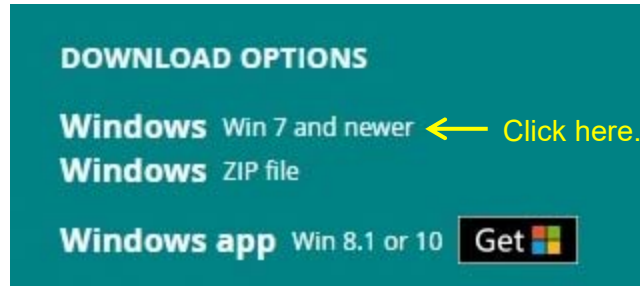 DOWNLOAD OPTIONS
Windows Win 7 and newer Click here.
Windows ZIP file
Windows app Win 8.1 or 10 Get